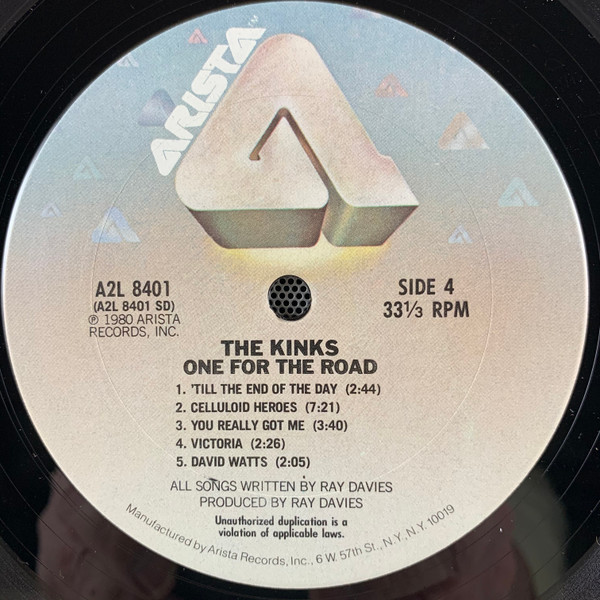 ARISTA™
A2L 8401
(A2L 8401 SD)
℗ 1980 ARISTA
RECORDS, INC.
SIDE 4
33⅓ RPM
THE KINKS
ONE FOR THE ROAD
1. 'TILL THE END OF THE DAY (2:44)
2. CELLULOID HEROES (7:21)
3. YOU REALLY GOT ME (3:40)
4. VICTORIA (2:26)
5. DAVID WATTS (2:05)
ALL SONGS WRITTEN BY RAY DAVIES
PRODUCED BY RAY DAVIES
Unauthorized duplication is a
violation of applicable laws.
Manufactured by Arista Records, Inc., 6 W. 57th St., N.Y., N.Y. 10019